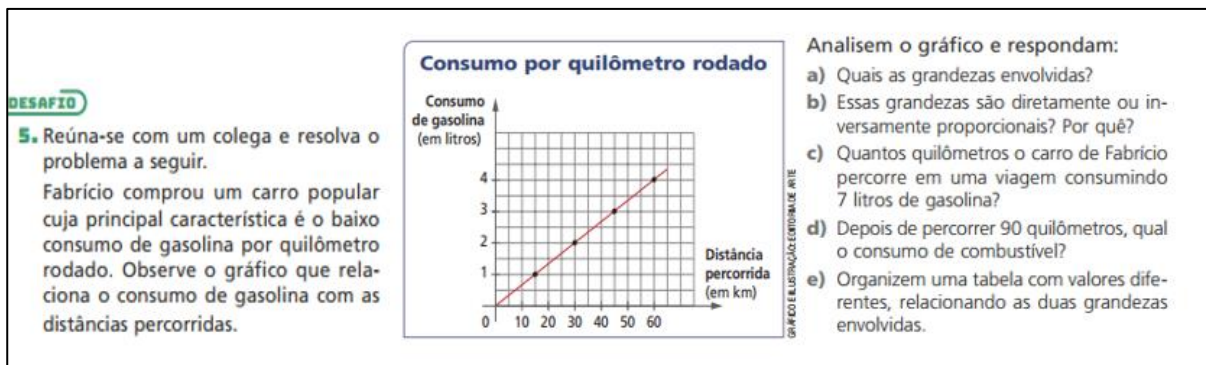 DESAFIO
5. Reúna-se com um colega e resolva o
problema a seguir.
Fabrício comprou um carro popular
cuja principal característica é o baixo
consumo de gasolina por quilômetro
rodado. Observe o gráfico que rela-
ciona o consumo de gasolina com as
distâncias percorridas.
Consumo por quilômetro rodado
Consumo
de gasolina
(em litros)
4
3
2
1
0 10 20 30 40 50 60
Distância
percorrida
(em km)
GRÁFICO E ILUSTRAÇÃO: EDITORIA DE ARTE
Analisem o gráfico e respondam:
a) Quais as grandezas envolvidas?
b) Essas grandezas são diretamente ou in-
versamente proporcionais? Por quê?
c) Quantos quilômetros o carro de Fabrício
percorre em uma viagem consumindo
7 litros de gasolina?
d) Depois de percorrer 90 quilômetros, qual
o consumo de combustível?
e) Organizem uma tabela com valores dife-
rentes, relacionando as duas grandezas
envolvidas.